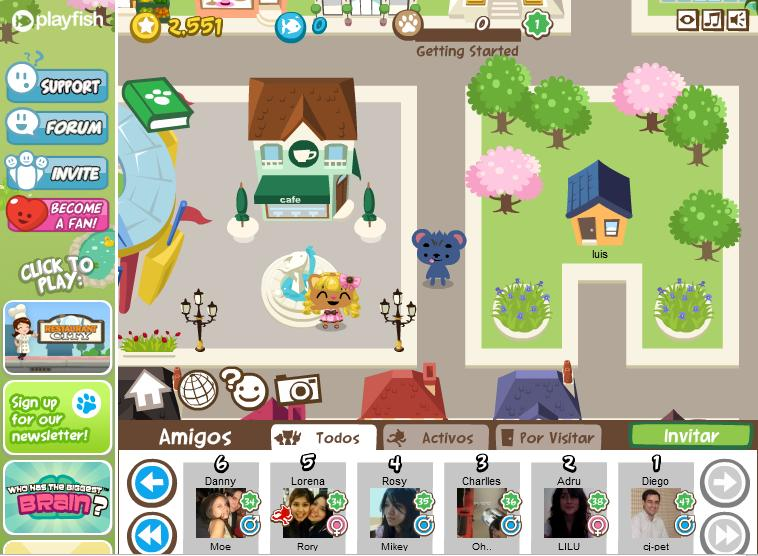 playfish
2,551
0
0
1
Getting Started
SUPPORT
FORUM
INVITE
BECOME
A FAN!
CLICK TO
PLAY:
RESTAURANT
CITY
Sign up
for our
newsletter!
WHO HAS THE BIGGEST
BRAIN?
cafe
luis
Amigos
Todos
Activos
Por Visitar
Invitar
6
5
4
3
2
1
Danny
Lorena
Rosy
Charlles
Adru
Diego
34
34
35
36
38
47
Moe
Rory
Mikey
Oh..
LILU
cj-pet